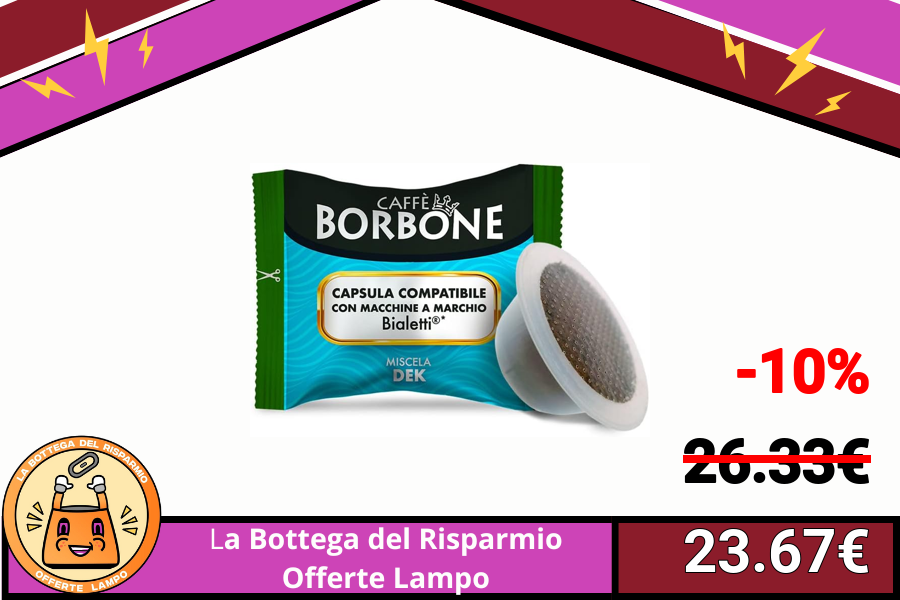 CAFFÈ
BORBONE
CAPSULA COMPATIBILE
CON MACCHINE A MARCHIO
Bialetti®*
MISCELA
DEK
-10%
26.33€
23.67€
LA BOTTEGA DEL RISPARMIO
OFFERTE LAMPO
La Bottega del Risparmio
Offerte Lampo